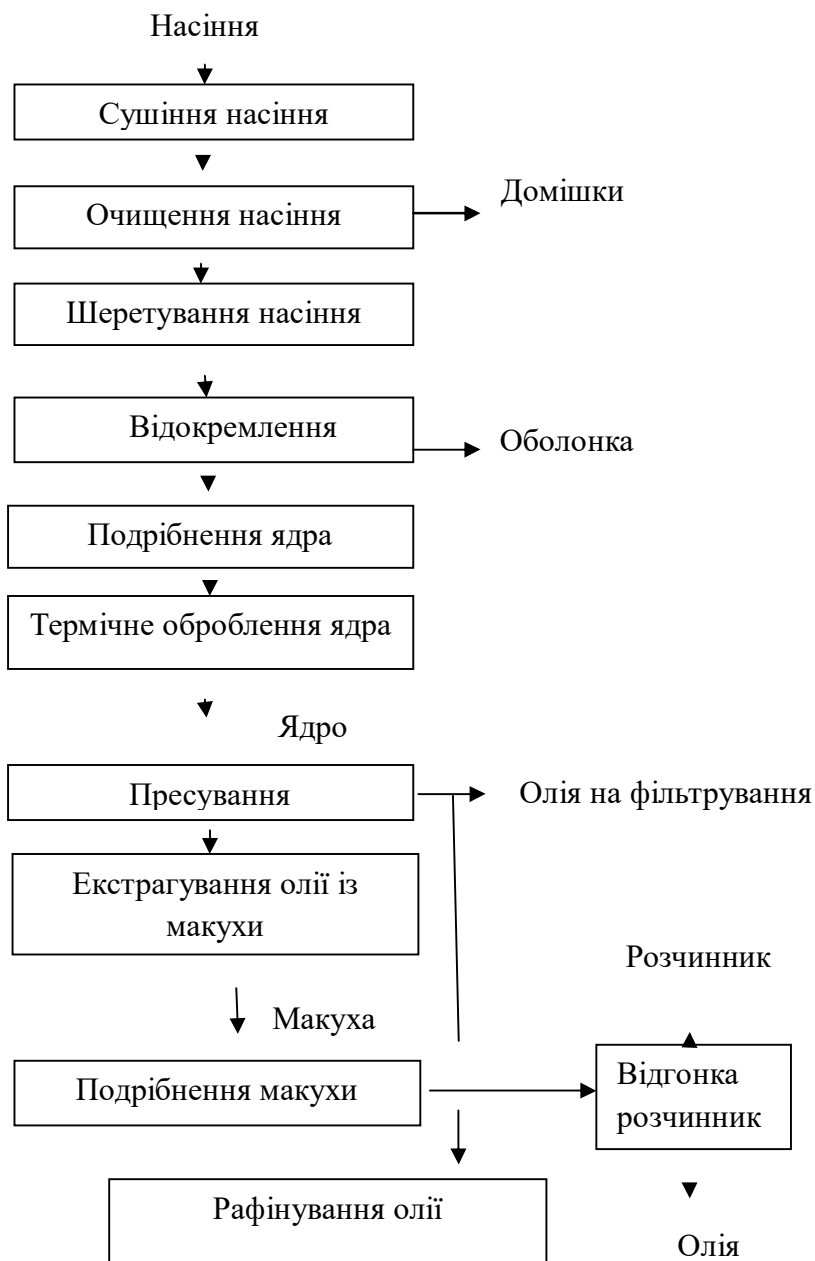 Насіння
Сушіння насіння
Очищення насіння
Домішки
Шеретування насіння
Відокремлення
Оболонка
Подрібнення ядра
Термічне оброблення ядра
Ядро
Пресування
Олія на фільтрування
Екстрагування олії із
макухи
Розчинник
Макуха
Подрібнення макухи
Відгонка
розчинник
Рафінування олії
Олія